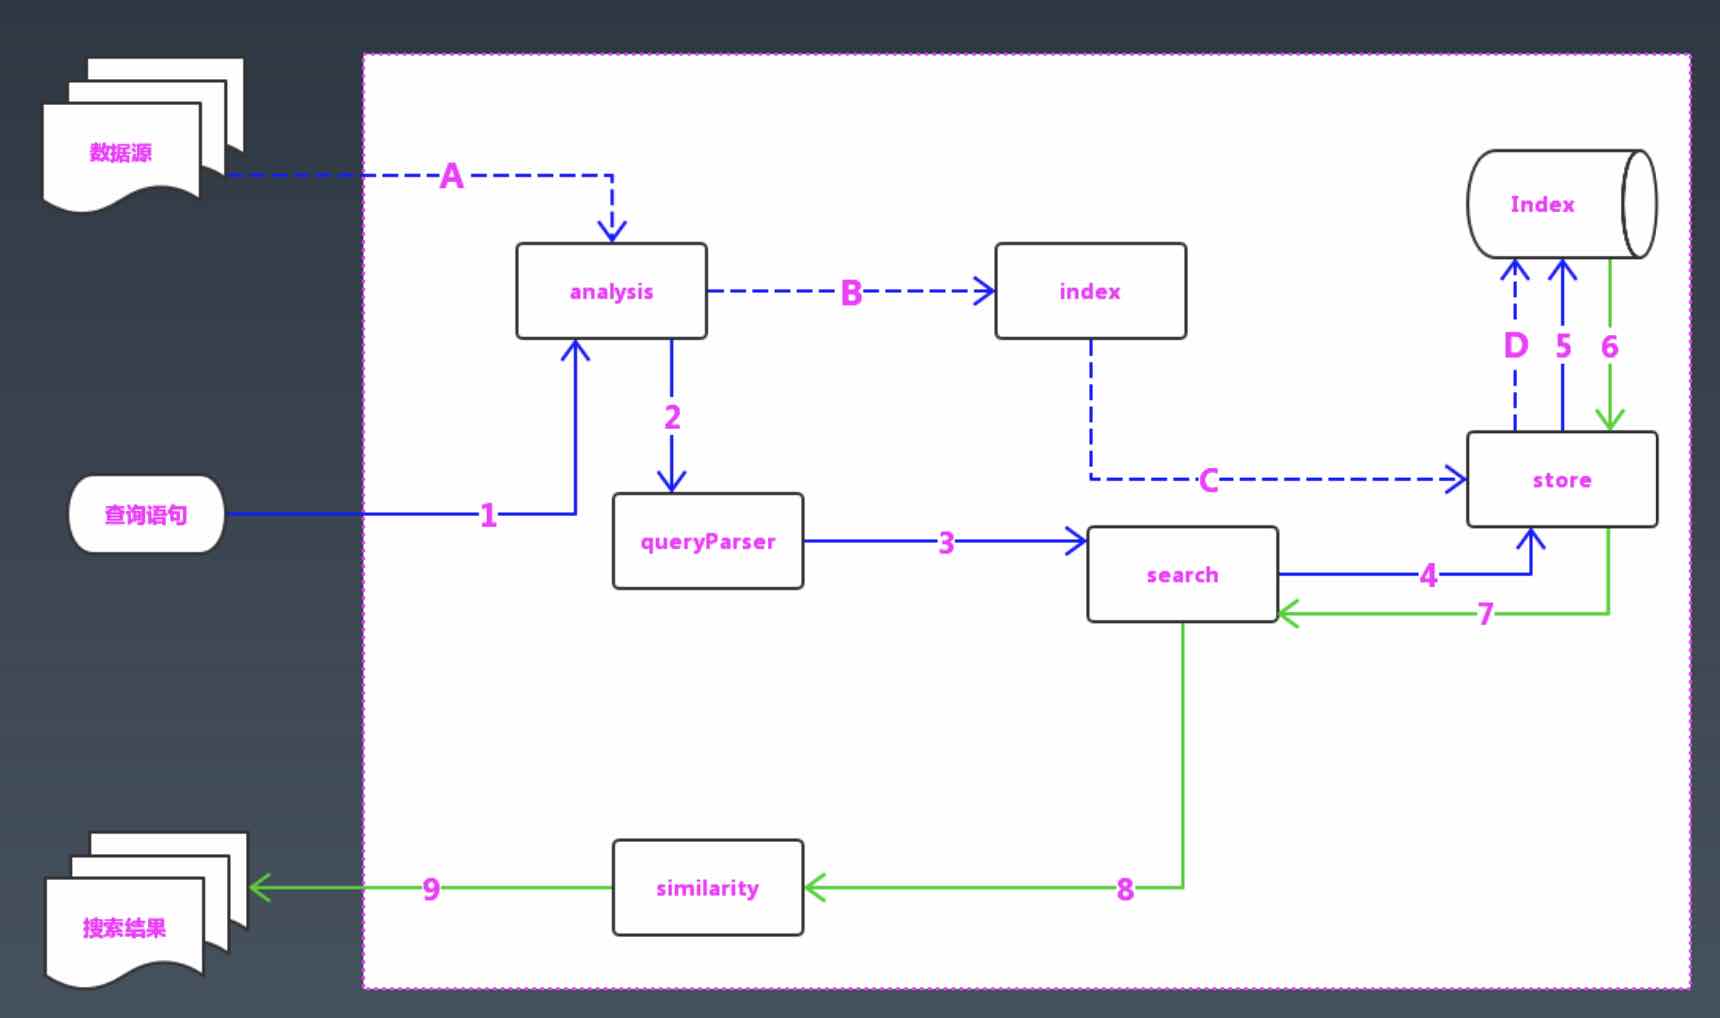 数据源
A
Index
analysis
B
index
D
5
6
2
C
store
查询语句
1
queryParser
3
search
4
7
similarity
9
8
搜索结果